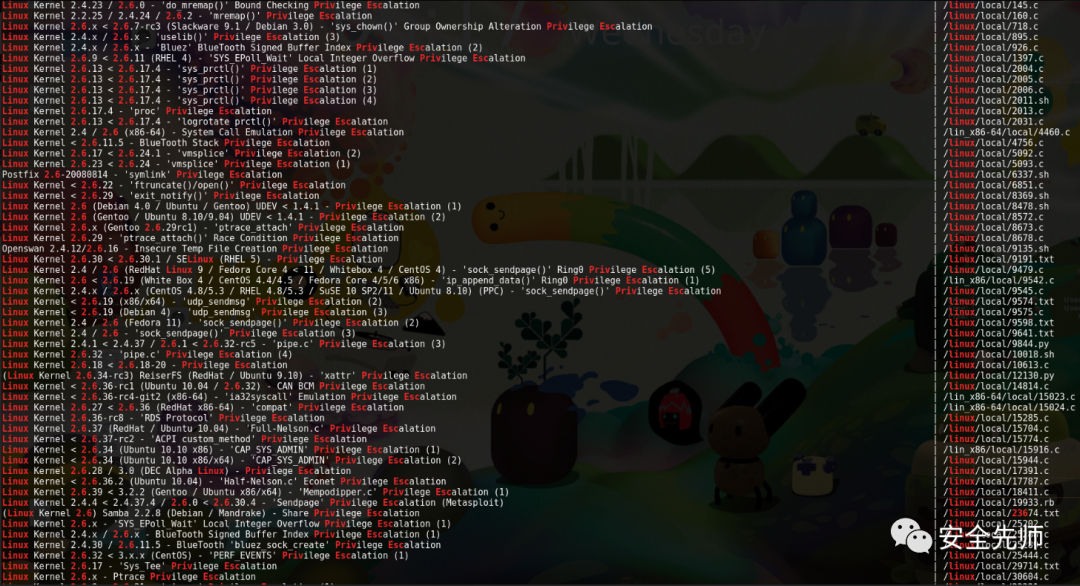 Linux Kernel 2.4.23 / 2.6.0 - 'do_mremap()' Bound Checking Privilege Escalation | /linux/local/145.c
Linux Kernel 2.2.25 / 2.4.24 / 2.6.2 - 'mremap()' Privilege Escalation | /linux/local/160.c
Linux Kernel 2.6.x < 2.6.7-rc3 (Slackware 9.1 / Debian 3.0) - 'sys_chown()' Group Ownership Alteration Privilege Escalation | /linux/local/718.c
Linux Kernel 2.4.x / 2.6.x - 'uselib()' Privilege Escalation (3) | /linux/local/895.c
Linux Kernel 2.4.x / 2.6.x - 'Bluez' BlueTooth Signed Buffer Index Privilege Escalation (2) | /linux/local/926.c
Linux Kernel 2.6.9 < 2.6.11 (RHEL 4) - 'SYS_EPoll_Wait' Local Integer Overflow Privilege Escalation | /linux/local/1397.c
Linux Kernel 2.6.13 < 2.6.17.4 - 'sys_prctl()' Privilege Escalation (1) | /linux/local/2004.c
Linux Kernel 2.6.13 < 2.6.17.4 - 'sys_prctl()' Privilege Escalation (2) | /linux/local/2005.c
Linux Kernel 2.6.13 < 2.6.17.4 - 'sys_prctl()' Privilege Escalation (3) | /linux/local/2006.c
Linux Kernel 2.6.13 < 2.6.17.4 - 'sys_prctl()' Privilege Escalation (4) | /linux/local/2011.sh
Linux Kernel 2.6.17.4 - 'proc' Privilege Escalation | /linux/local/2013.c
Linux Kernel 2.6.13 < 2.6.17.4 - 'logrotate prctl()' Privilege Escalation | /linux/local/2031.c
Linux Kernel 2.4 / 2.6 (x86-64) - System Call Emulation Privilege Escalation | /lin_x86-64/local/4460.c
Linux Kernel < 2.6.11.5 - BlueTooth Stack Privilege Escalation | /linux/local/4756.c
Linux Kernel 2.6.17 < 2.6.24.1 - 'vmsplice' Privilege Escalation (2) | /linux/local/5092.c
Linux Kernel 2.6.23 < 2.6.24 - 'vmsplice' Privilege Escalation (1) | /linux/local/5093.c
Postfix 2.6-20080814 - 'symlink' Privilege Escalation | /linux/local/6337.sh
Linux Kernel < 2.6.22 - 'ftruncate()/open()' Privilege Escalation | /linux/local/6851.c
Linux Kernel < 2.6.29 - 'exit_notify()' Privilege Escalation | /linux/local/8369.sh
Linux Kernel 2.6 (Debian 4.0 / Ubuntu / Gentoo) UDEV < 1.4.1 - Privilege Escalation (1) | /linux/local/8478.sh
Linux Kernel 2.6 (Gentoo / Ubuntu 8.10/9.04) UDEV < 1.4.1 - Privilege Escalation (2) | /linux/local/8572.c
Linux Kernel 2.6.x (Gentoo 2.6.29rc1) - 'ptrace_attach' Privilege Escalation | /linux/local/8673.c
Linux Kernel 2.6.29 - 'ptrace_attach()' Race Condition Privilege Escalation | /linux/local/8678.c
Openswan 2.4.12/2.6.16 - Insecure Temp File Creation Privilege Escalation | /linux/local/9135.sh
Linux Kernel 2.6.30 < 2.6.30.1 / SELinux (RHEL 5) - Privilege Escalation | /linux/local/9191.txt
Linux Kernel 2.4 / 2.6 (RedHat Linux 9 / Fedora Core 4 < 11 / Whitebox 4 / CentOS 4) - 'sock_sendpage()' Ring0 Privilege Escalation (5) | /linux/local/9479.c
Linux Kernel 2.6 < 2.6.19 (White Box 4 / CentOS 4.4/4.5 / Fedora Core 4/5/6 x86) - 'ip_append_data()' Ring0 Privilege Escalation (1) | /lin_x86/local/9542.c
Linux Kernel 2.4.x / 2.6.x (CentOS 4.8/5.3 / RHEL 4.8/5.3 / SuSE 10 SP2/11 / Ubuntu 8.10) (PPC) - 'sock_sendpage()' Privilege Escalation | /linux/local/9545.c
Linux Kernel < 2.6.19 (x86/x64) - 'udp_sendmsg' Privilege Escalation (2) | /linux/local/9574.txt
Linux Kernel < 2.6.19 (Debian 4) - 'udp_sendmsg' Privilege Escalation (3) | /linux/local/9575.c
Linux Kernel 2.4 / 2.6 (Fedora 11) - 'sock_sendpage()' Privilege Escalation (2) | /linux/local/9598.txt
Linux Kernel 2.4 / 2.6 - 'sock_sendpage()' Privilege Escalation (3) | /linux/local/9641.txt
Linux Kernel 2.4.1 < 2.4.37 / 2.6.1 < 2.6.32-rc5 - 'pipe.c' Privilege Escalation (3) | /linux/local/9844.py
Linux Kernel 2.6.32 - 'pipe.c' Privilege Escalation (4) | /linux/local/10018.sh
Linux Kernel 2.6.18 < 2.6.18-20 - Privilege Escalation | /linux/local/10613.c
(Linux Kernel 2.6.34-rc3) ReiserFS (RedHat / Ubuntu 9.10) - 'xattr' Privilege Escalation | /linux/local/12130.py
Linux Kernel < 2.6.36-rc1 (Ubuntu 10.04 / 2.6.32) - CAN BCM Privilege Escalation | /linux/local/14814.c
Linux Kernel < 2.6.36-rc4-git2 (x86-64) - 'ia32syscall' Emulation Privilege Escalation | /lin_x86-64/local/15023.c
Linux Kernel 2.6.27 < 2.6.36 (RedHat x86-64) - 'compat' Privilege Escalation | /lin_x86-64/local/15024.c
Linux Kernel 2.6.36-rc8 - 'RDS Protocol' Privilege Escalation | /linux/local/15285.c
Linux Kernel 2.6.37 (RedHat / Ubuntu 10.04) - 'Full-Nelson.c' Privilege Escalation | /linux/local/15704.c
Linux Kernel < 2.6.37-rc2 - 'ACPI custom_method' Privilege Escalation | /linux/local/15774.c
Linux Kernel < 2.6.34 (Ubuntu 10.10 x86) - 'CAP_SYS_ADMIN' Privilege Escalation (1) | /lin_x86/local/15916.c
Linux Kernel < 2.6.34 (Ubuntu 10.10 x86/x64) - 'CAP_SYS_ADMIN' Privilege Escalation (2) | /linux/local/15944.c
Linux Kernel 2.6.28 / 3.0 (DEC Alpha Linux) - Privilege Escalation | /linux/local/17391.c
Linux Kernel < 2.6.36.2 (Ubuntu 10.04) - 'Half-Nelson.c' Econet Privilege Escalation | /linux/local/17787.c
Linux Kernel 2.6.39 < 3.2.2 (Gentoo / Ubuntu x86/x64) - 'Mempodipper.c' Privilege Escalation (1) | /linux/local/18411.c
Linux Kernel 2.4.4 < 2.4.37.4 / 2.6.0 < 2.6.30.4 - 'Sendpage' Privilege Escalation (Metasploit) | /linux/local/19933.rb
(Linux Kernel 2.6) Samba 2.2.8 (Debian / Mandrake) - Share Privilege Escalation | /linux/local/23674.txt
Linux Kernel 2.6.x - 'SYS_EPoll_Wait' Local Integer Overflow Privilege Escalation (1) | /linux/local/25202.c
Linux Kernel 2.4.x / 2.6.x - BlueTooth Signed Buffer Index Privilege Escalation (1)
Linux Kernel 2.4.30 / 2.6.11.5 - BlueTooth 'bluez_sock_create' Privilege Escalation
Linux Kernel 2.6.32 < 3.x.x (CentOS) - 'PERF_EVENTS' Privilege Escalation (1) | /linux/local/25444.c
Linux Kernel 2.6.17 - 'Sys_Tee' Privilege Escalation | /linux/local/29714.txt
Linux Kernel 2.6.x - Ptrace Privilege Escalation | /linux/local/30604.c
Wednesday
安全先师